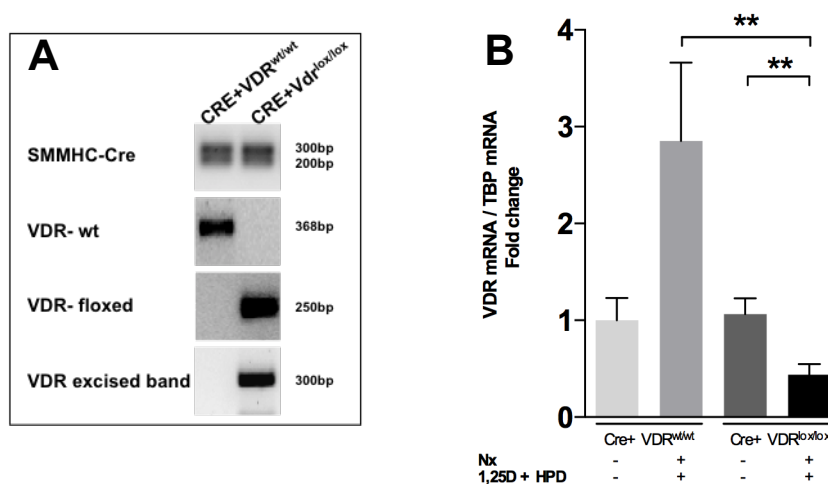 A
CRE+VDRwt/wt
CRE+Vdrlox/lox
SMMHC-Cre
300bp
200bp
VDR- wt
368bp
VDR- floxed
250bp
VDR excised band
300bp
B
VDR mRNA / TBP mRNA
Fold change
4
3
2
1
0
**
**
Cre+ VDRwt/wt
Cre+ VDRlox/lox
Nx - + - +
1,25D + HPD - + - +